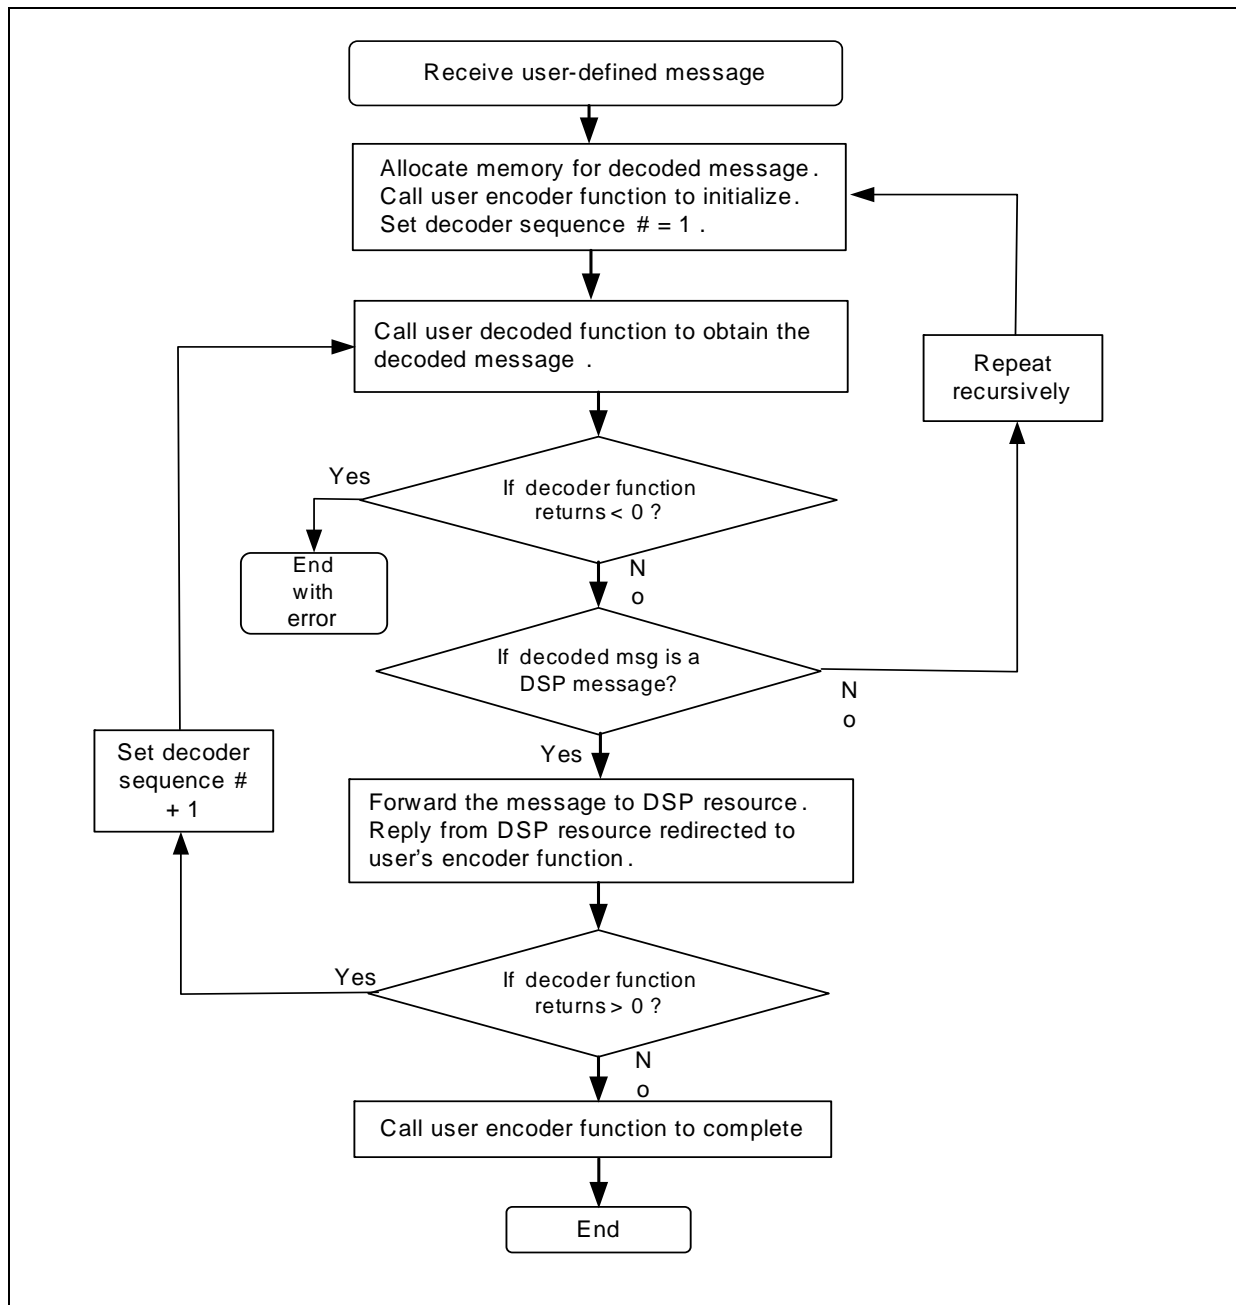 Receive user-defined message
Allocate memory for decoded message.
Call user encoder function to initialize.
Set decoder sequence # = 1 .
Call user decoded function to obtain the
decoded message .
Repeat
recursively
Yes
If decoder function
returns < 0 ?
End
with
error
N
o
If decoded msg is a
DSP message?
N
o
Set decoder
sequence #
+ 1
Yes
Forward the message to DSP resource.
Reply from DSP resource redirected to
user's encoder function.
Yes
If decoder function
returns > 0 ?
N
o
Call user encoder function to complete
End